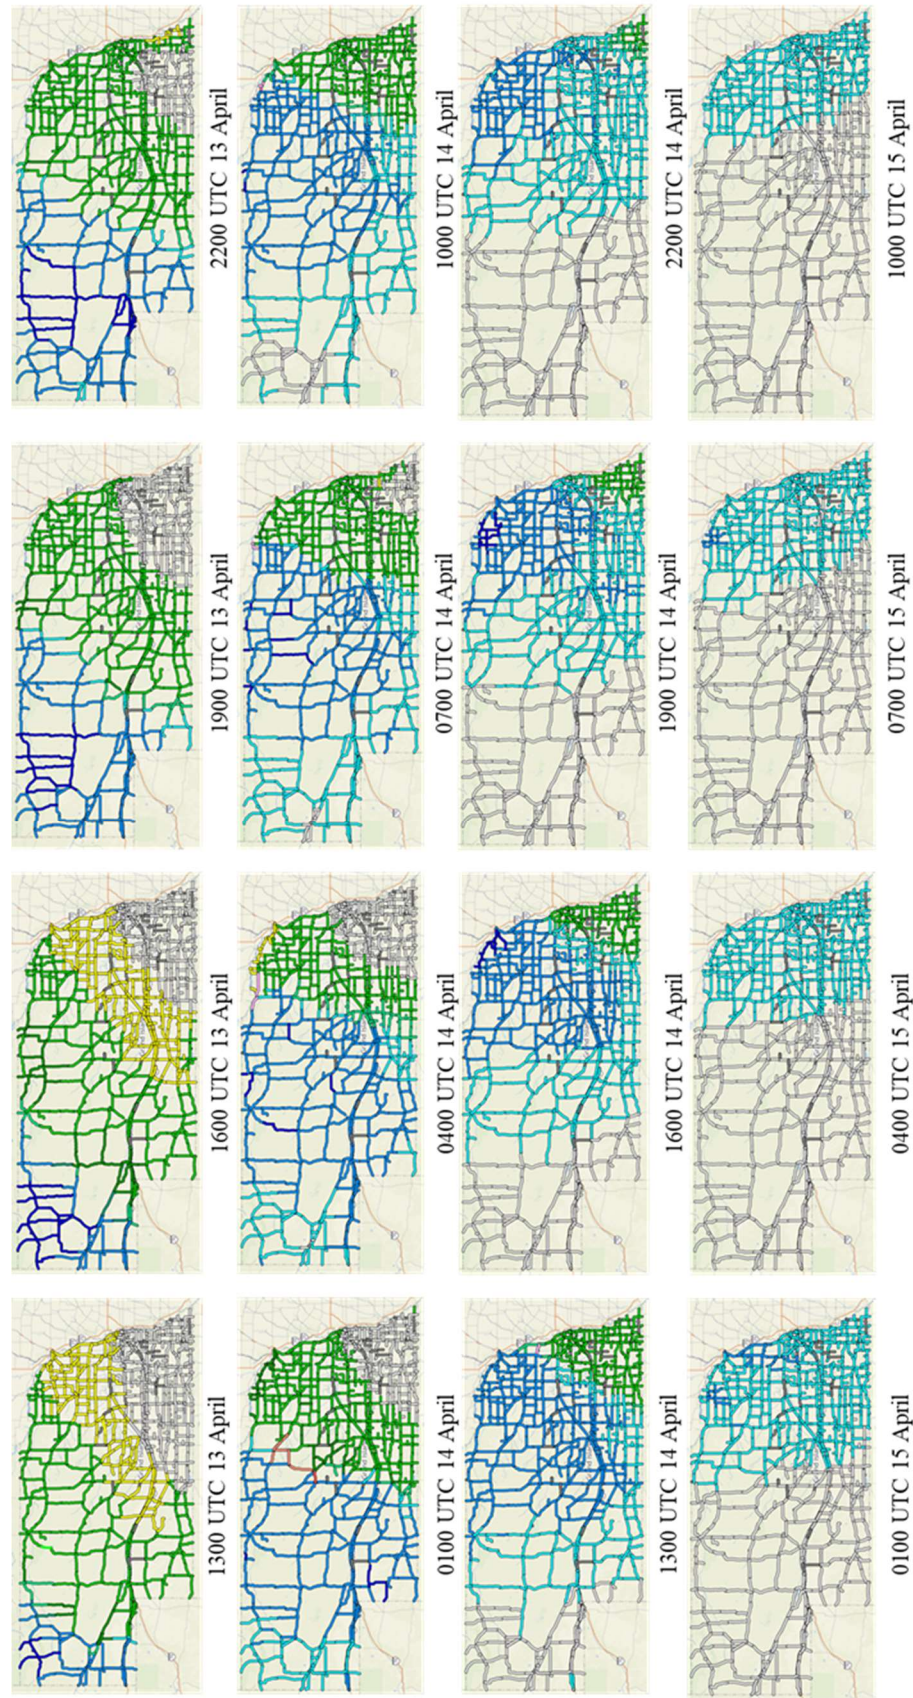 1300 UTC 13 April
1600 UTC 13 April
1900 UTC 13 April
2200 UTC 13 April
0100 UTC 14 April
0400 UTC 14 April
0700 UTC 14 April
1000 UTC 14 April
1300 UTC 14 April
1600 UTC 14 April
1900 UTC 14 April
2200 UTC 14 April
0100 UTC 15 April
0400 UTC 15 April
0700 UTC 15 April
1000 UTC 15 April